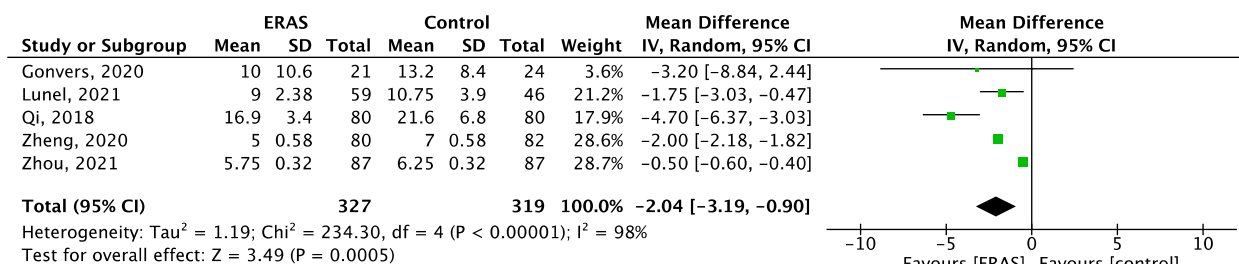 ERAS Control Mean Difference Mean Difference
Study or Subgroup Mean SD Total Mean SD Total Weight IV, Random, 95% CI IV, Random, 95% CI
Gonvers, 2020 10 10.6 21 13.2 8.4 24 3.6% −3.20 [−8.84, 2.44]
Lunel, 2021 9 2.38 59 10.75 3.9 46 21.2% −1.75 [−3.03, −0.47]
Qi, 2018 16.9 3.4 80 21.6 6.8 80 17.9% −4.70 [−6.37, −3.03]
Zheng, 2020 5 0.58 80 7 0.58 82 28.6% −2.00 [−2.18, −1.82]
Zhou, 2021 5.75 0.32 87 6.25 0.32 87 28.7% −0.50 [−0.60, −0.40]
Total (95% CI) 327 319 100.0% −2.04 [−3.19, −0.90]
Heterogeneity: Tau² = 1.19; Chi² = 234.30, df = 4 (P < 0.00001); I² = 98%
Test for overall effect: Z = 3.49 (P = 0.0005)
−10 −5 0 5 10
Favours [ERAS] Favours [control]